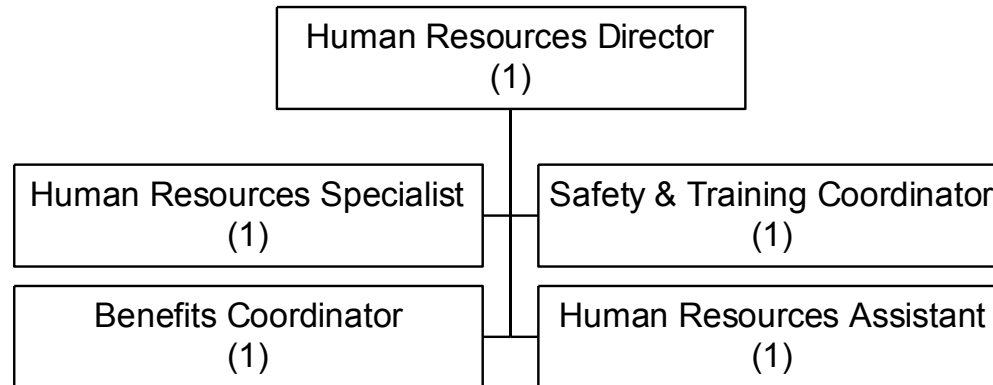 Human Resources Director
(1)
Human Resources Specialist
(1)
Safety & Training Coordinator
(1)
Benefits Coordinator
(1)
Human Resources Assistant
(1)